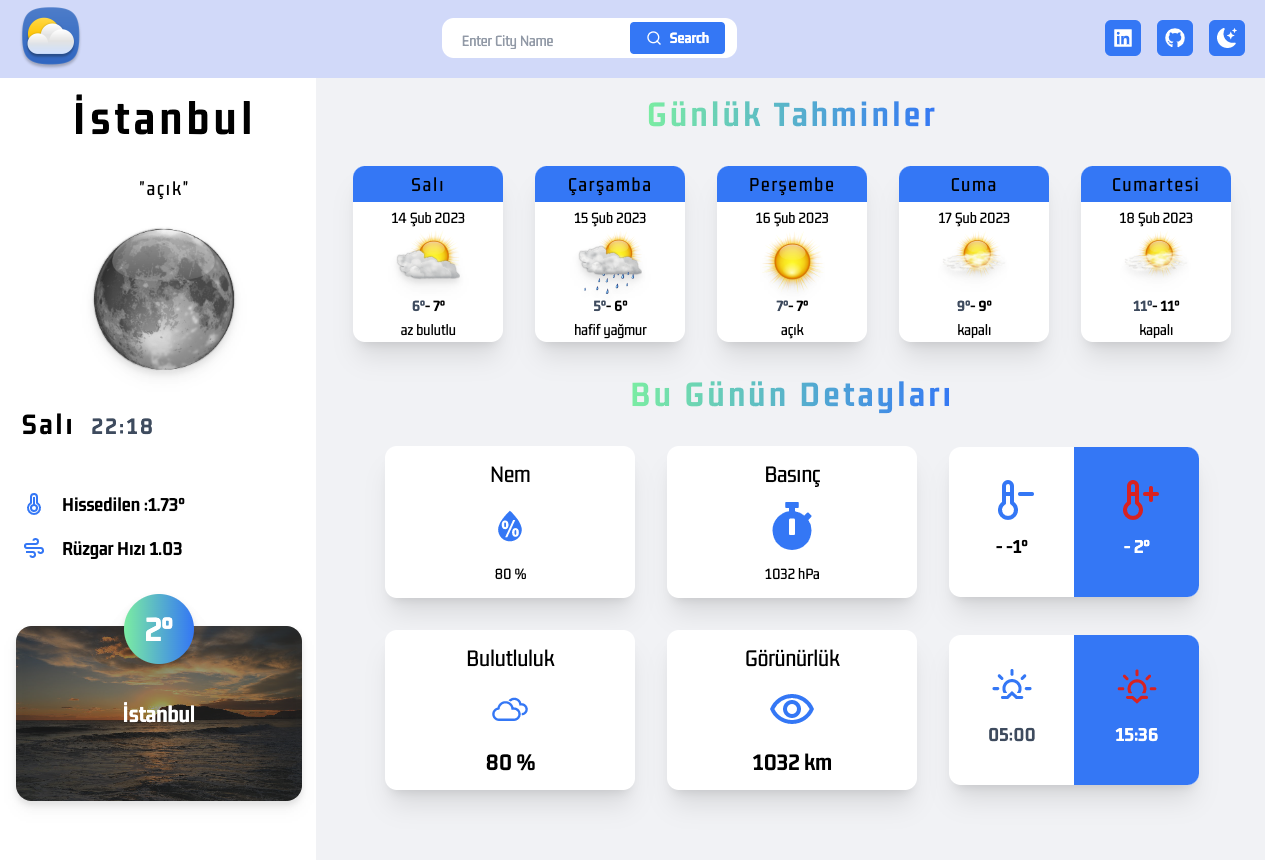 Enter City Name
Search
İstanbul
"açık"
Salı 22:18
Hissedilen :1.73°
Rüzgar Hızı 1.03
2°
İstanbul
Günlük Tahminler
Salı
14 Şub 2023
6°- 7°
az bulutlu
Çarşamba
15 Şub 2023
5°- 6°
hafif yağmur
Perşembe
16 Şub 2023
7°- 7°
açık
Cuma
17 Şub 2023
9°- 9°
kapalı
Cumartesi
18 Şub 2023
11°- 11°
kapalı
Bu Günün Detayları
Nem
%
80 %
Basınç
1032 hPa
- -1°
- 2°
Bulutluluk
80 %
Görünürlük
1032 km
05:00
15:36